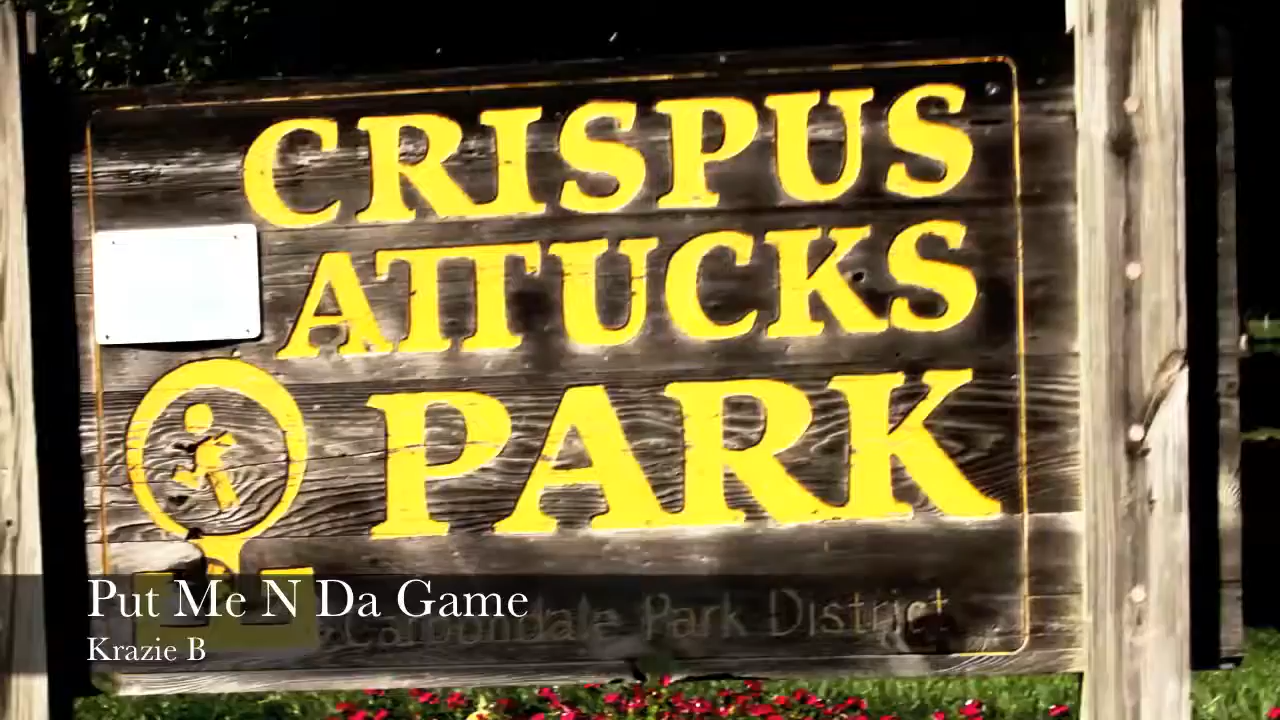 CRISPUS
ATTUCKS
PARK
Carbondale Park District
Put Me N Da Game
Krazie B